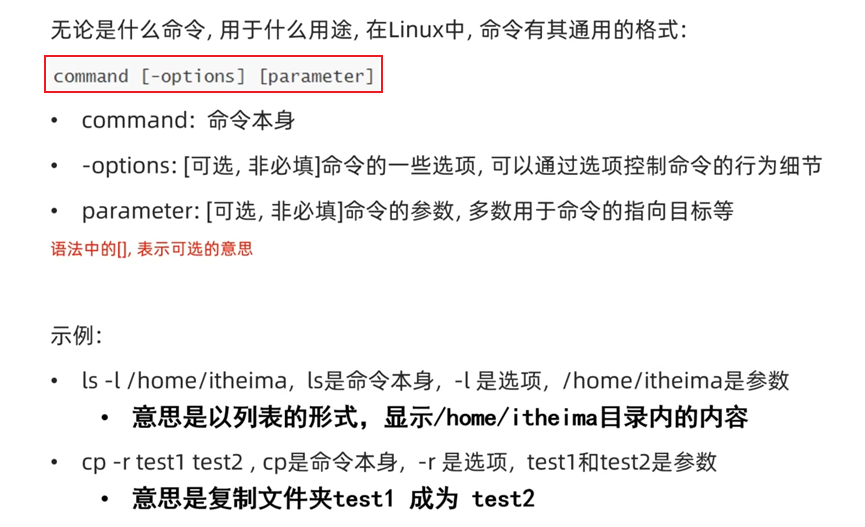 无论是什么命令, 用于什么用途, 在Linux中, 命令有其通用的格式:
command [-options] [parameter]
• command: 命令本身
• -options: [可选, 非必填]命令的一些选项, 可以通过选项控制命令的行为细节
• parameter: [可选, 非必填]命令的参数, 多数用于命令的指向目标等
语法中的[], 表示可选的意思
示例:
• ls -l /home/itheima, ls是命令本身, -l 是选项, /home/itheima是参数
• 意思是以列表的形式, 显示/home/itheima目录内的内容
• cp -r test1 test2 , cp是命令本身, -r 是选项, test1和test2是参数
• 意思是复制文件夹test1 成为 test2